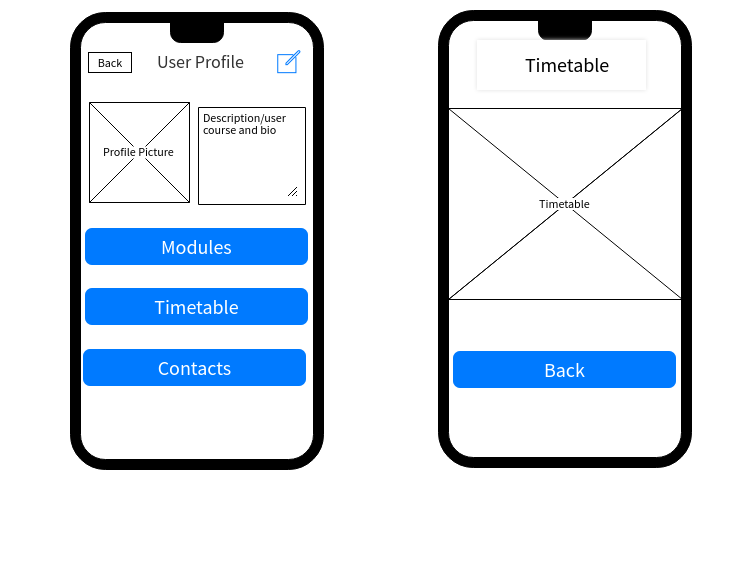 Back
User Profile
Profile Picture
Description/user
course and bio
Modules
Timetable
Contacts
Timetable
Timetable
Back